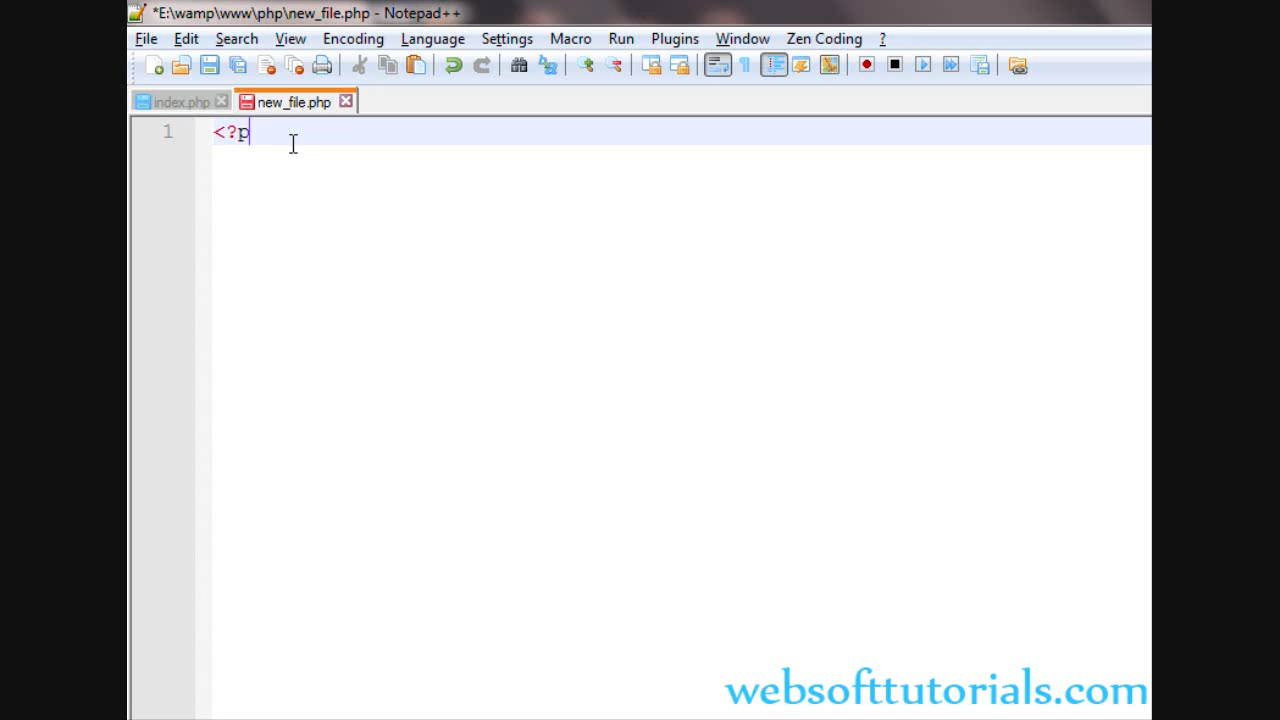 *E:\wamp\www\php\new_file.php - Notepad++
File Edit Search View Encoding Language Settings Macro Run Plugins Window Zen Coding ?
index.php new_file.php
1 <?p
websofttutorials.com